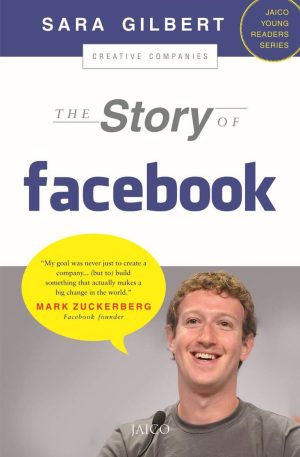 SARA GILBERT
JAICO
YOUNG
READERS
SERIES
CREATIVE COMPANIES
THE Story OF
facebook
"My goal was never just to create a
company... (but to) build
something that actually makes a
big change in the world."
MARK ZUCKERBERG
Facebook founder
JAICO